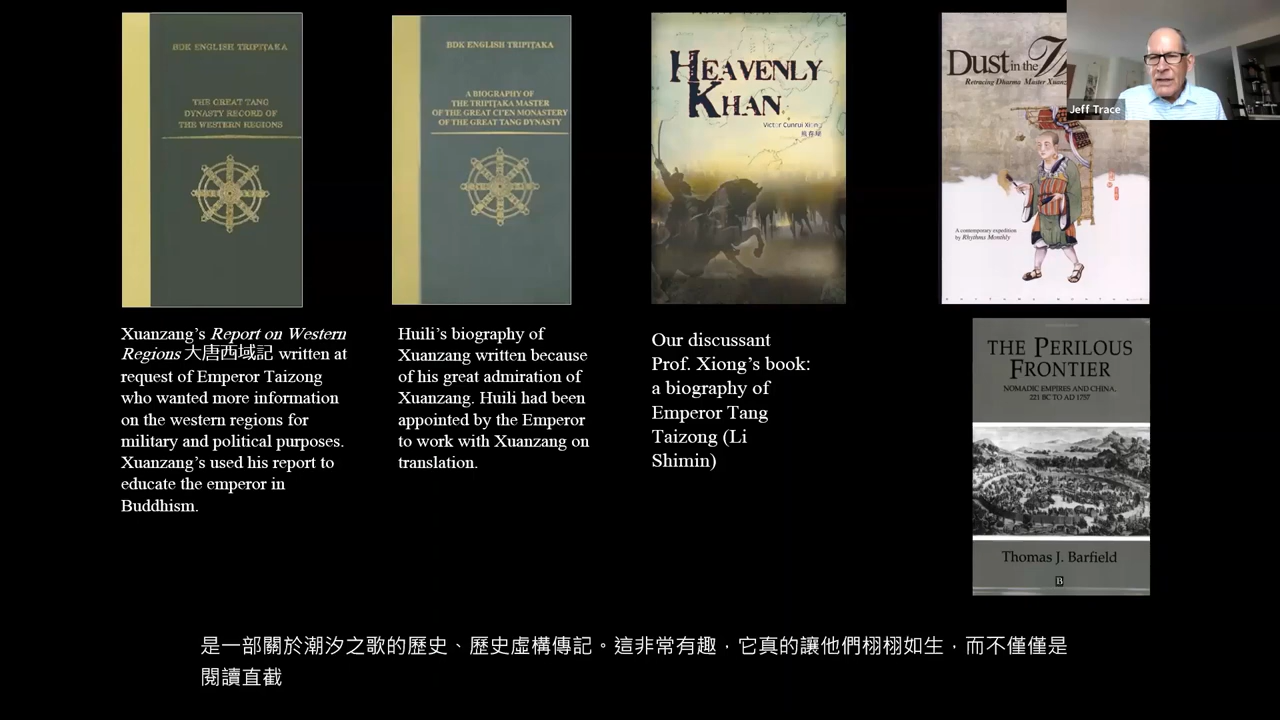 BDK ENGLISH TRIPIṬAKA
THE GREAT TANG
DYNASTY RECORD OF
THE WESTERN REGIONS
BDK ENGLISH TRIPIṬAKA
A BIOGRAPHY OF
THE TRIPIṬAKA MASTER
OF THE GREAT CI'EN MONASTERY
OF THE GREAT TANG DYNASTY
HEAVENLY
KHAN
Victor Cunrui Xiong
熊存瑞
Dust in the
Retracing Dharma Master
A contemporary expedition
by Rhythms Monthly
Jeff Trace
Xuanzang’s Report on Western
Regions 大唐西域記 written at
request of Emperor Taizong
who wanted more information
on the western regions for
military and political purposes.
Xuanzang’s used his report to
educate the emperor in
Buddhism.
Huili’s biography of
Xuanzang written because
of his great admiration of
Xuanzang. Huili had been
appointed by the Emperor
to work with Xuanzang on
translation.
Our discussant
Prof. Xiong’s book:
a biography of
Emperor Tang
Taizong (Li
Shimin)
THE PERILOUS
FRONTIER
NOMADIC EMPIRES AND CHINA,
221 BC TO AD 1757
Thomas J. Barfield
B
是一部關於潮汐之歌的歷史、歷史虛構傳記。這非常有趣，它真的讓他們栩栩如生，而不僅僅是
閱讀直截